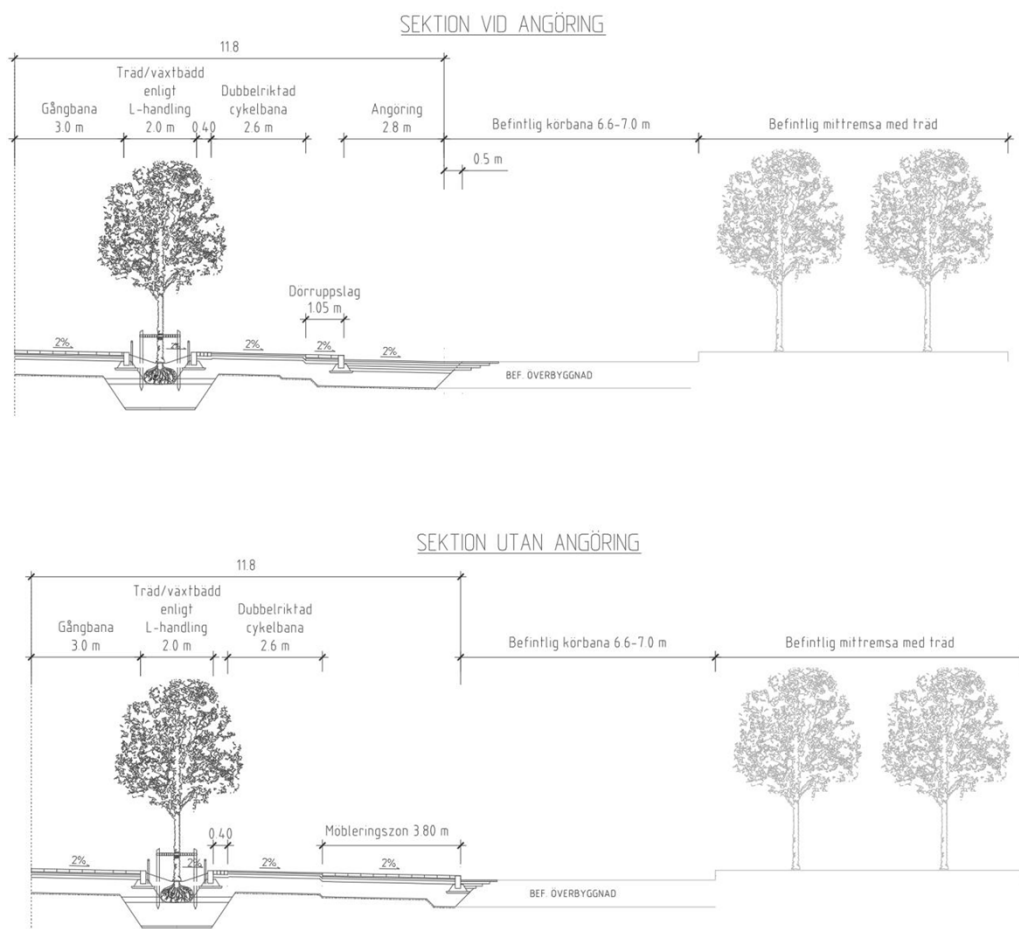 SEKTION VID ANGÖRING
11.8
Träd/växtbädd
enligt
L-handling
2.0 m
Gångbana
3.0 m
0.40
Dubbelriktad
cykelbana
2.6 m
Angöring
2.8 m
Befintlig körbana 6.6-7.0 m
Befintlig mittremsa med träd
0.5 m
Dörruppslag
1.05 m
2%
2%
2%
2%
2%
BEF. ÖVERBYGGNAD
SEKTION UTAN ANGÖRING
11.8
Träd/växtbädd
enligt
L-handling
2.0 m
Gångbana
3.0 m
Dubbelriktad
cykelbana
2.6 m
Befintlig körbana 6.6-7.0 m
Befintlig mittremsa med träd
0.40
Möbleringszon 3.80 m
2%
2%
2%
2%
BEF. ÖVERBYGGNAD